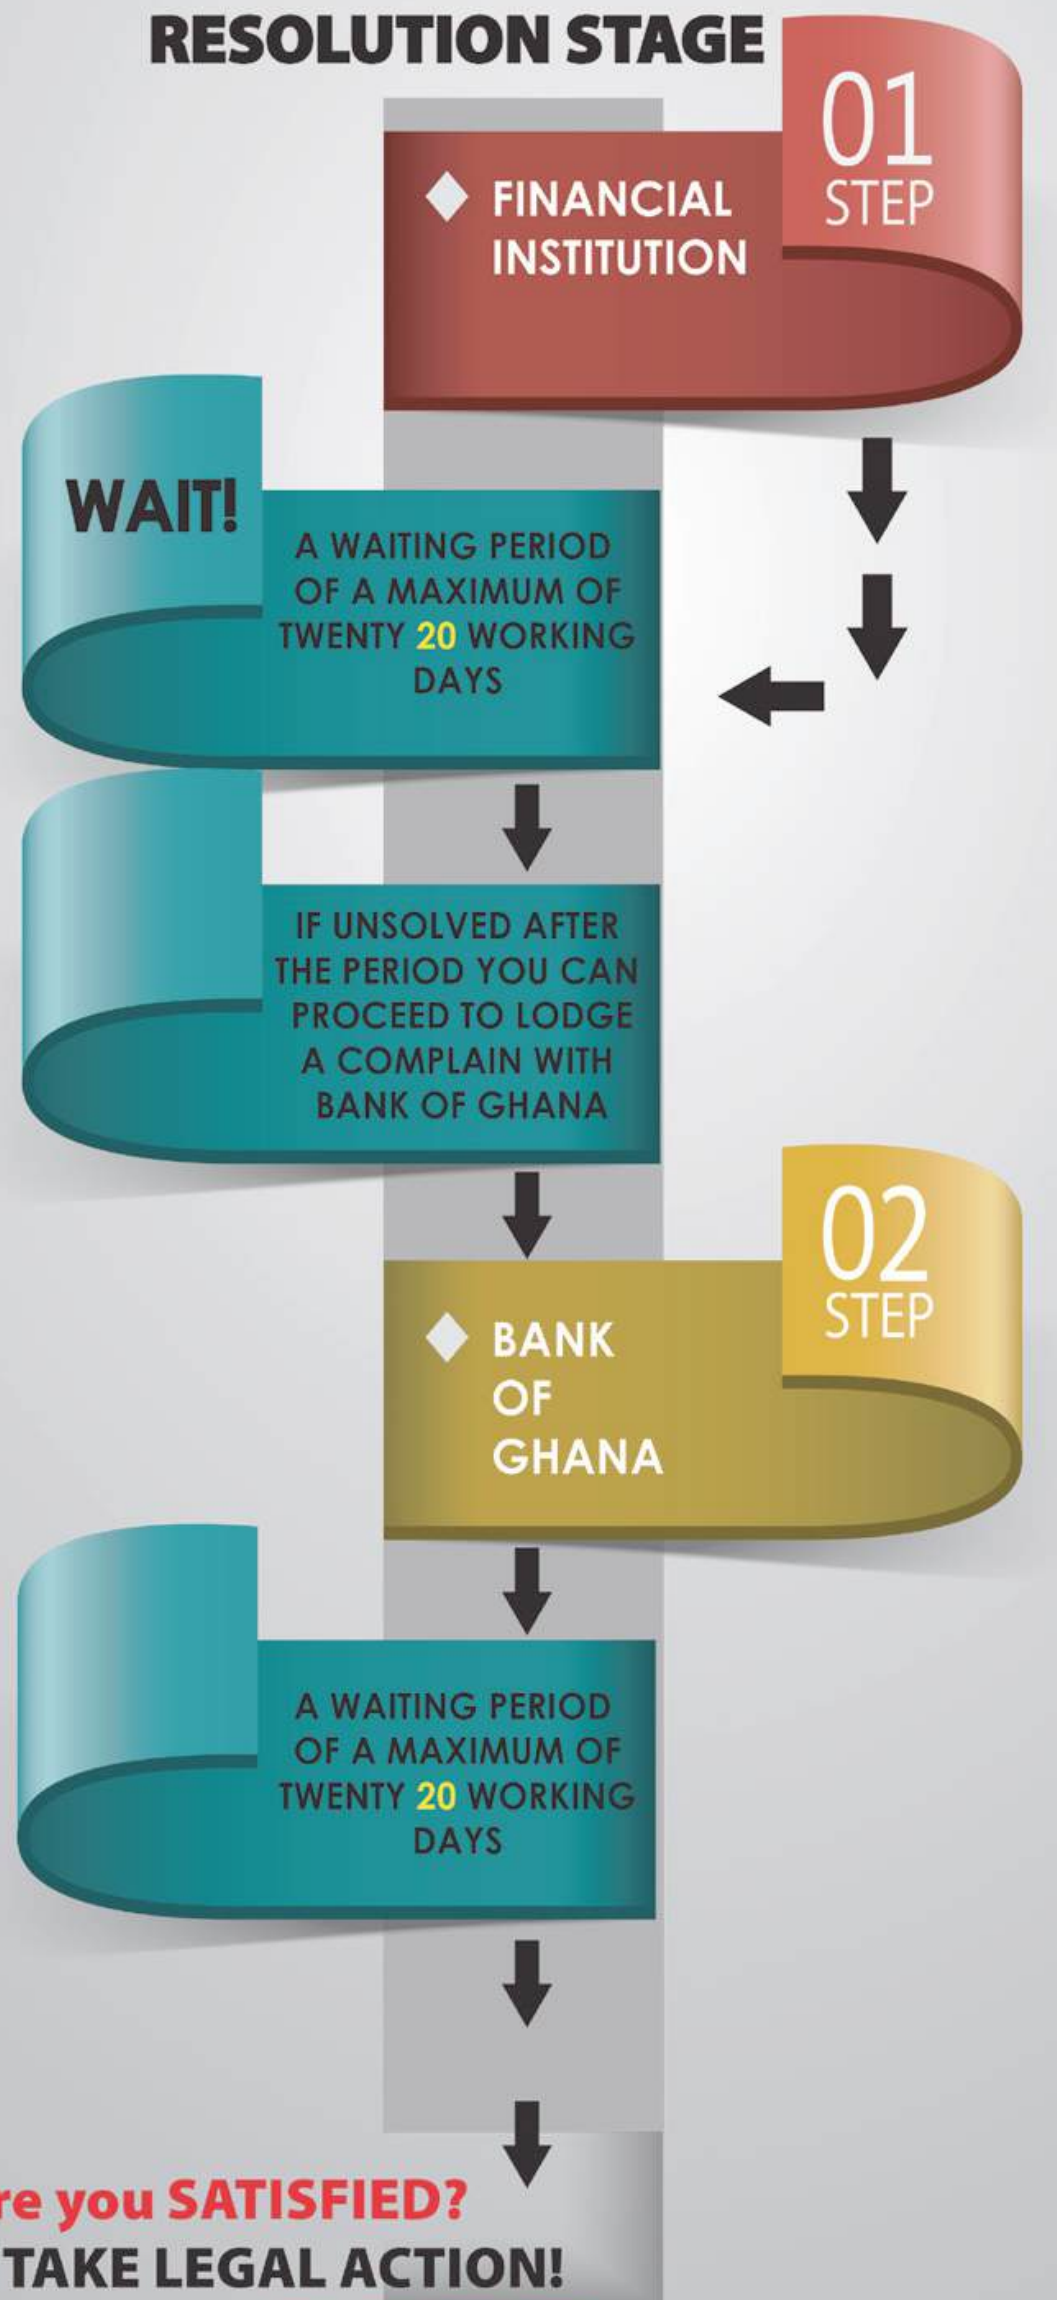 RESOLUTION STAGE
01
STEP
FINANCIAL
INSTITUTION
WAIT!
A WAITING PERIOD
OF A MAXIMUM OF
TWENTY 20 WORKING
DAYS
IF UNSOLVED AFTER
THE PERIOD YOU CAN
PROCEED TO LODGE
A COMPLAIN WITH
BANK OF GHANA
02
STEP
BANK
OF
GHANA
A WAITING PERIOD
OF A MAXIMUM OF
TWENTY 20 WORKING
DAYS
re you SATISFIED?
TAKE LEGAL ACTION!